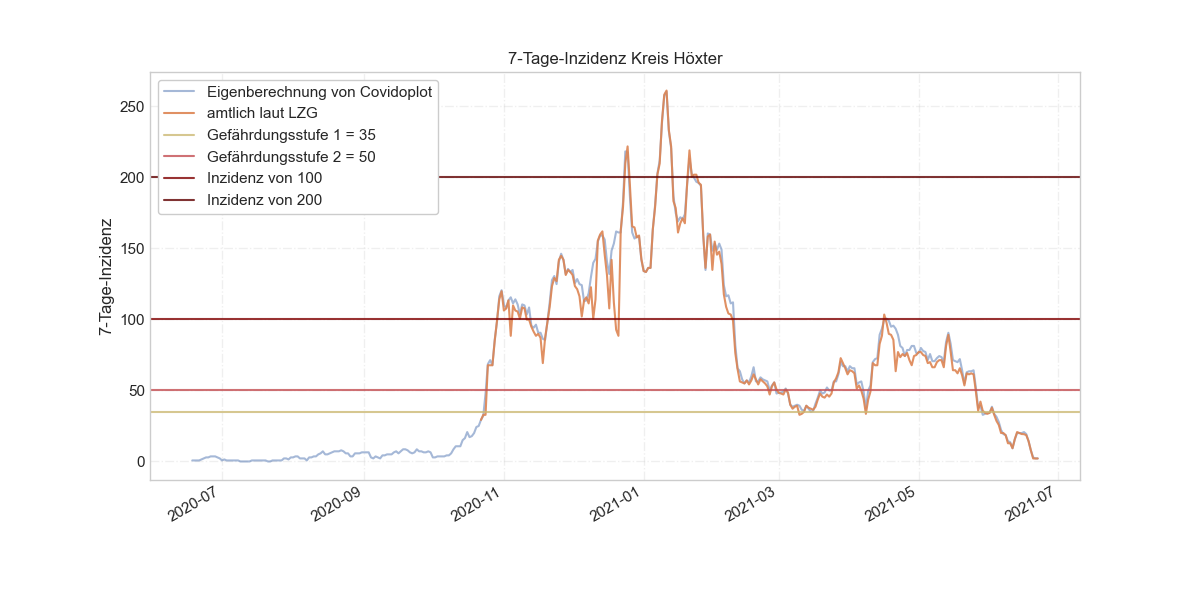 7-Tage-Inzidenz Kreis Höxter
Eigenberechnung von Covidoplot
amtlich laut LZG
Gefährdungsstufe 1 = 35
Gefährdungsstufe 2 = 50
Inzidenz von 100
Inzidenz von 200
7-Tage-Inzidenz
250
200
150
100
50
0
2020-07
2020-09
2020-11
2021-01
2021-03
2021-05
2021-07